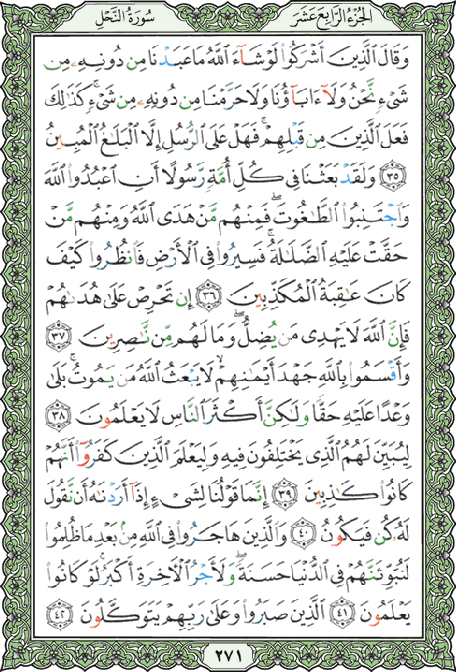 سُورَةُ النَّحْلِ الجُزْءُ الرَّابِعَ عَشَرَ
وَقَالَ ٱلَّذِينَ أَشْرَكُوا۟ لَوْ شَآءَ ٱللَّهُ مَا عَبَدْنَا مِن دُونِهِۦ مِن
شَىْءٍ نَّحْنُ وَلَآ ءَابَآؤُنَا وَلَا حَرَّمْنَا مِن دُونِهِۦ مِن شَىْءٍ ۚ كَذَٰلِكَ
فَعَلَ ٱلَّذِينَ مِن قَبْلِهِمْ ۚ فَهَلْ عَلَى ٱلرُّسُلِ إِلَّا ٱلْبَلَٰغُ ٱلْمُبِينُ
٣٥ وَلَقَدْ بَعَثْنَا فِى كُلِّ أُمَّةٍ رَّسُولًا أَنِ ٱعْبُدُوا۟ ٱللَّهَ
وَٱجْتَنِبُوا۟ ٱلطَّٰغُوتَ ۖ فَمِنْهُم مَّنْ هَدَى ٱللَّهُ وَمِنْهُم مَّنْ
حَقَّتْ عَلَيْهِ ٱلضَّلَٰلَةُ ۚ فَسِيرُوا۟ فِى ٱلْأَرْضِ فَٱنظُرُوا۟ كَيْفَ
كَانَ عَٰقِبَةُ ٱلْمُكَذِّبِينَ ٣٦ إِن تَحْرِصْ عَلَىٰ هُدَىٰهُمْ
فَإِنَّ ٱللَّهَ لَا يَهْدِى مَن يُضِلُّ ۖ وَمَا لَهُم مِّن نَّٰصِرِينَ ٣٧
وَأَقْسَمُوا۟ بِٱللَّهِ جَهْدَ أَيْمَٰنِهِمْ ۙ لَا يَبْعَثُ ٱللَّهُ مَن يَمُوتُ ۚ بَلَىٰ
وَعْدًا عَلَيْهِ حَقًّا وَلَٰكِنَّ أَكْثَرَ ٱلنَّاسِ لَا يَعْلَمُونَ ٣٨
لِيُبَيِّنَ لَهُمُ ٱلَّذِى يَخْتَلِفُونَ فِيهِ وَلِيَعْلَمَ ٱلَّذِينَ كَفَرُوٓا۟ أَنَّهُمْ
كَانُوا۟ كَٰذِبِينَ ٣٩ إِنَّمَا قَوْلُنَا لِشَىْءٍ إِذَآ أَرَدْنَٰهُ أَن نَّقُولَ
لَهُۥ كُن فَيَكُونُ ٤٠ وَٱلَّذِينَ هَاجَرُوا۟ فِى ٱللَّهِ مِنۢ بَعْدِ مَا ظُلِمُوا۟
لَنُبَوِّئَنَّهُمْ فِى ٱلدُّنْيَا حَسَنَةً ۖ وَلَأَجْرُ ٱلْءَاخِرَةِ أَكْبَرُ ۚ لَوْ كَانُوا۟
يَعْلَمُونَ ٤١ ٱلَّذِينَ صَبَرُوا۟ وَعَلَىٰ رَبِّهِمْ يَتَوَكَّلُونَ ٤٢
٢٧١